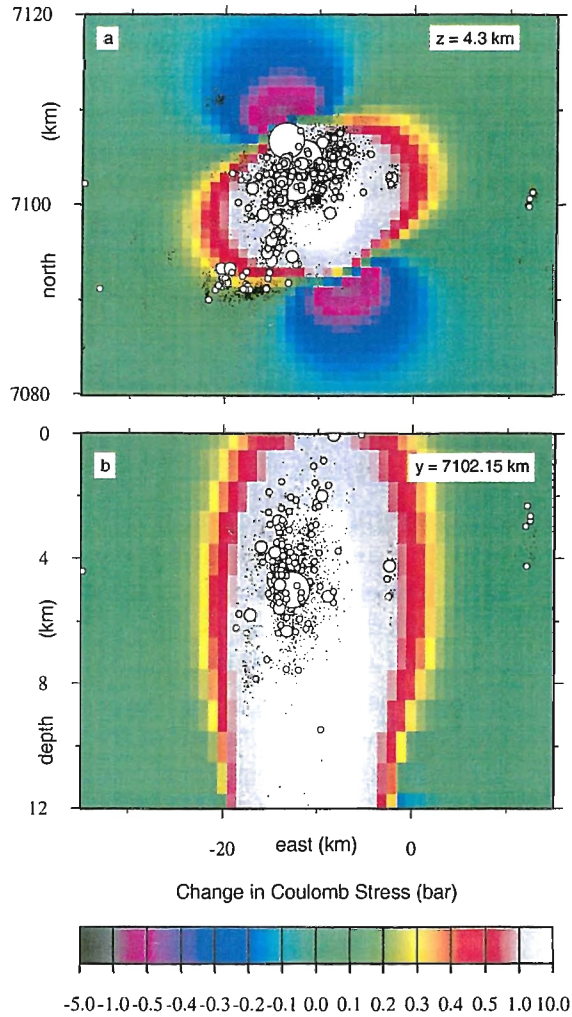 7120
a
z = 4.3 km
(km)
7100
north
7080
0
b
y = 7102.15 km
4
(km)
8
depth
12
-20 east (km) 0
Change in Coulomb Stress (bar)
-5.0 -1.0 -0.5 -0.4 -0.3 -0.2 -0.1 0.0 0.1 0.2 0.3 0.4 0.5 1.0 10.0